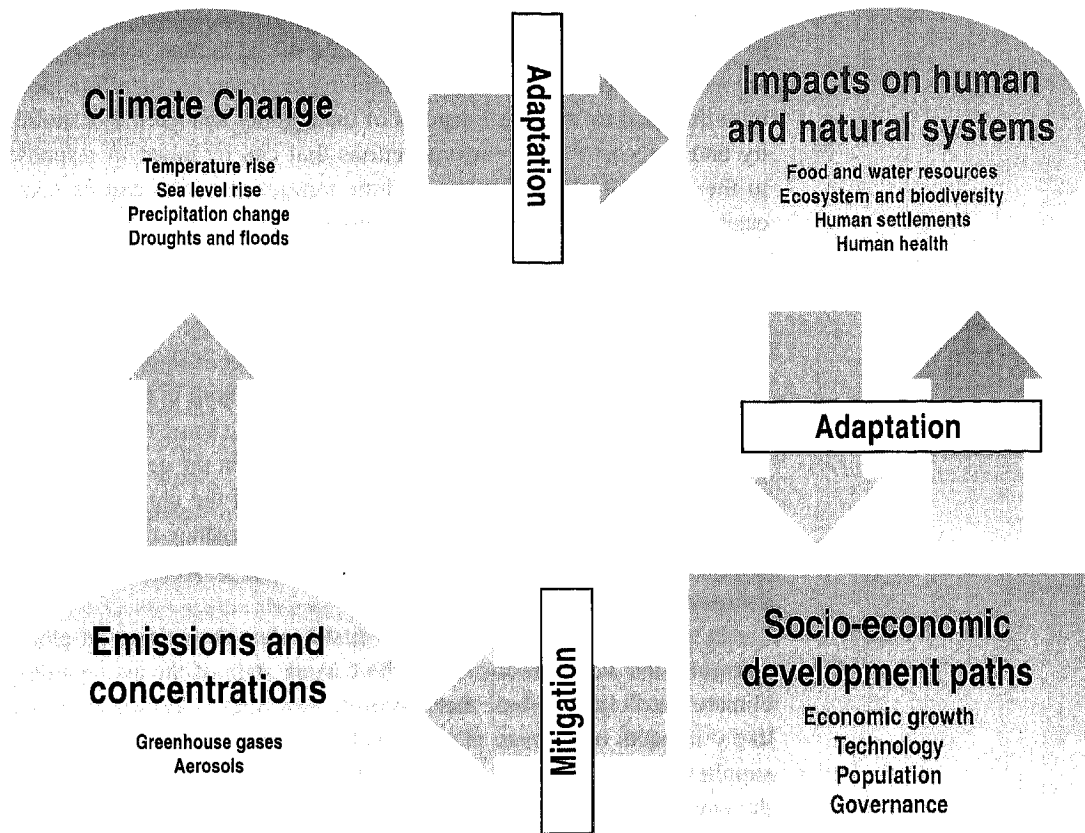 Climate Change
Temperature rise
Sea level rise
Precipitation change
Droughts and floods
Adaptation
Impacts on human
and natural systems
Food and water resources
Ecosystem and biodiversity
Human settlements
Human health
Adaptation
Emissions and
concentrations
Greenhouse gases
Aerosols
Mitigation
Socio-economic
development paths
Economic growth
Technology
Population
Governance